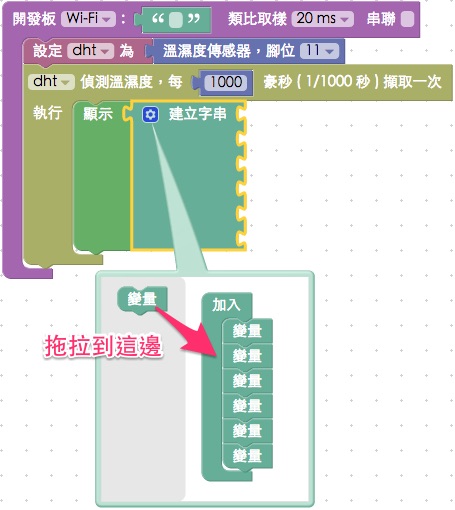 開發板 Wi-Fi ： “ ” 類比取樣 20 ms 串聯
設定 dht 為 溫濕度傳感器，腳位 11
dht 偵測溫濕度，每 1000 豪秒 ( 1/1000 秒 ) 擷取一次
執行 顯示 建立字串
變量
加入
變量
變量
拖拉到這邊
變量
變量
變量
變量